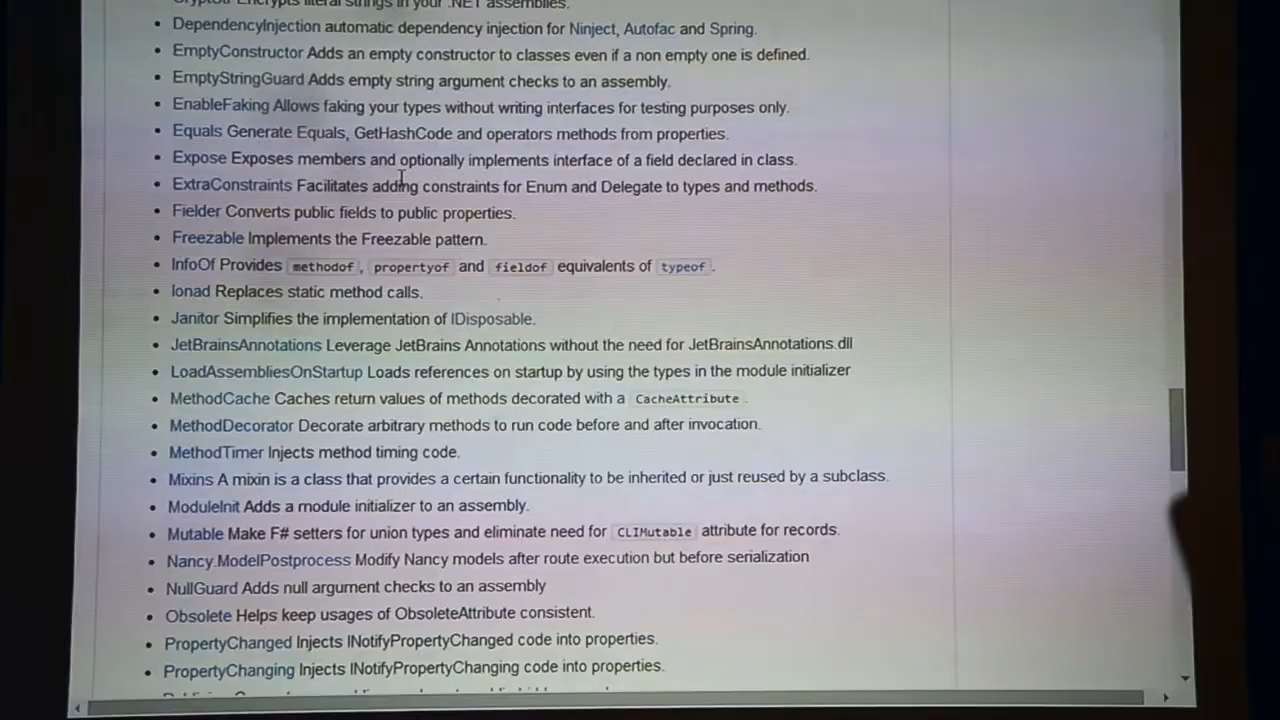 Encrypts literal strings in your .NET assemblies.
• DependencyInjection automatic dependency injection for Ninject, Autofac and Spring.
• EmptyConstructor Adds an empty constructor to classes even if a non empty one is defined.
• EmptyStringGuard Adds empty string argument checks to an assembly.
• EnableFaking Allows faking your types without writing interfaces for testing purposes only.
• Equals Generate Equals, GetHashCode and operators methods from properties.
• Expose Exposes members and optionally implements interface of a field declared in class.
• ExtraConstraints Facilitates adding constraints for Enum and Delegate to types and methods.
• Fielder Converts public fields to public properties.
• Freezable Implements the Freezable pattern.
• InfoOf Provides methodof, propertyof and fieldof equivalents of typeof.
• Ionad Replaces static method calls.
• Janitor Simplifies the implementation of IDisposable.
• JetBrainsAnnotations Leverage JetBrains Annotations without the need for JetBrainsAnnotations.dll
• LoadAssembliesOnStartup Loads references on startup by using the types in the module initializer
• MethodCache Caches return values of methods decorated with a CacheAttribute.
• MethodDecorator Decorate arbitrary methods to run code before and after invocation.
• MethodTimer Injects method timing code.
• Mixins A mixin is a class that provides a certain functionality to be inherited or just reused by a subclass.
• ModuleInit Adds a module initializer to an assembly.
• Mutable Make F# setters for union types and eliminate need for CLIMutable attribute for records.
• Nancy.ModelPostprocess Modify Nancy models after route execution but before serialization
• NullGuard Adds null argument checks to an assembly
• Obsolete Helps keep usages of ObsoleteAttribute consistent.
• PropertyChanged Injects INotifyPropertyChanged code into properties.
• PropertyChanging Injects INotifyPropertyChanging code into properties.